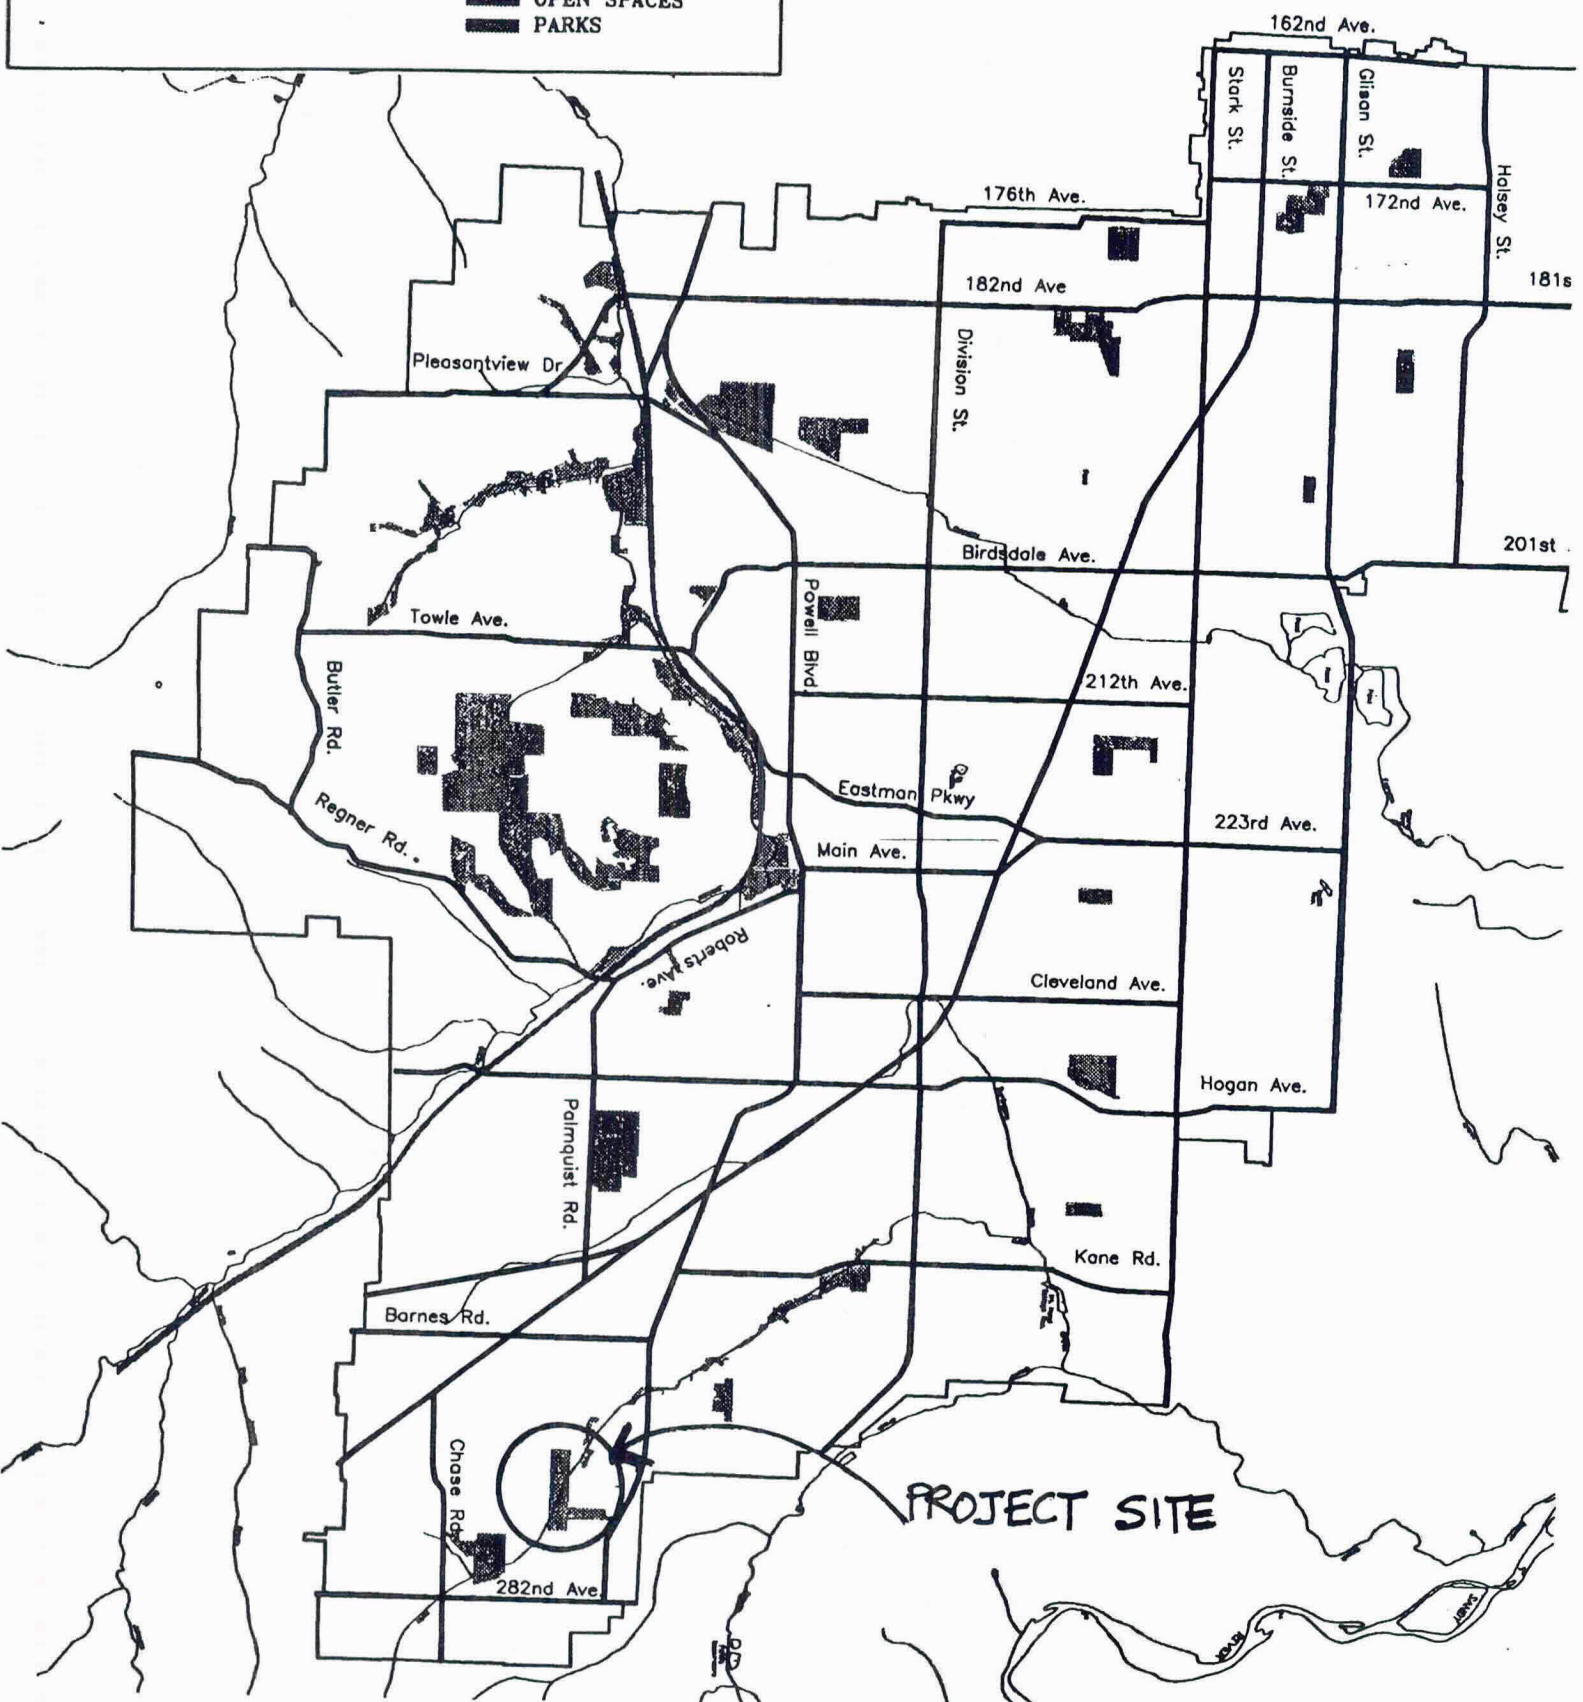 OPEN SPACES
PARKS
162nd Ave.
Stark St.
Burnside St.
Glisan St.
Halsey St.
176th Ave.
172nd Ave.
182nd Ave
181s
Division St.
Pleasantview Dr
201st
Birdsdale Ave.
Towle Ave.
Powell Blvd.
Butler Rd.
212th Ave.
Eastman Pkwy
Regner Rd.
223rd Ave.
Main Ave.
Roberts Ave.
Cleveland Ave.
Hogan Ave.
Palmquist Rd.
Kane Rd.
Barnes Rd.
Chase Rd.
PROJECT SITE
282nd Ave.
SANDY
RIVER